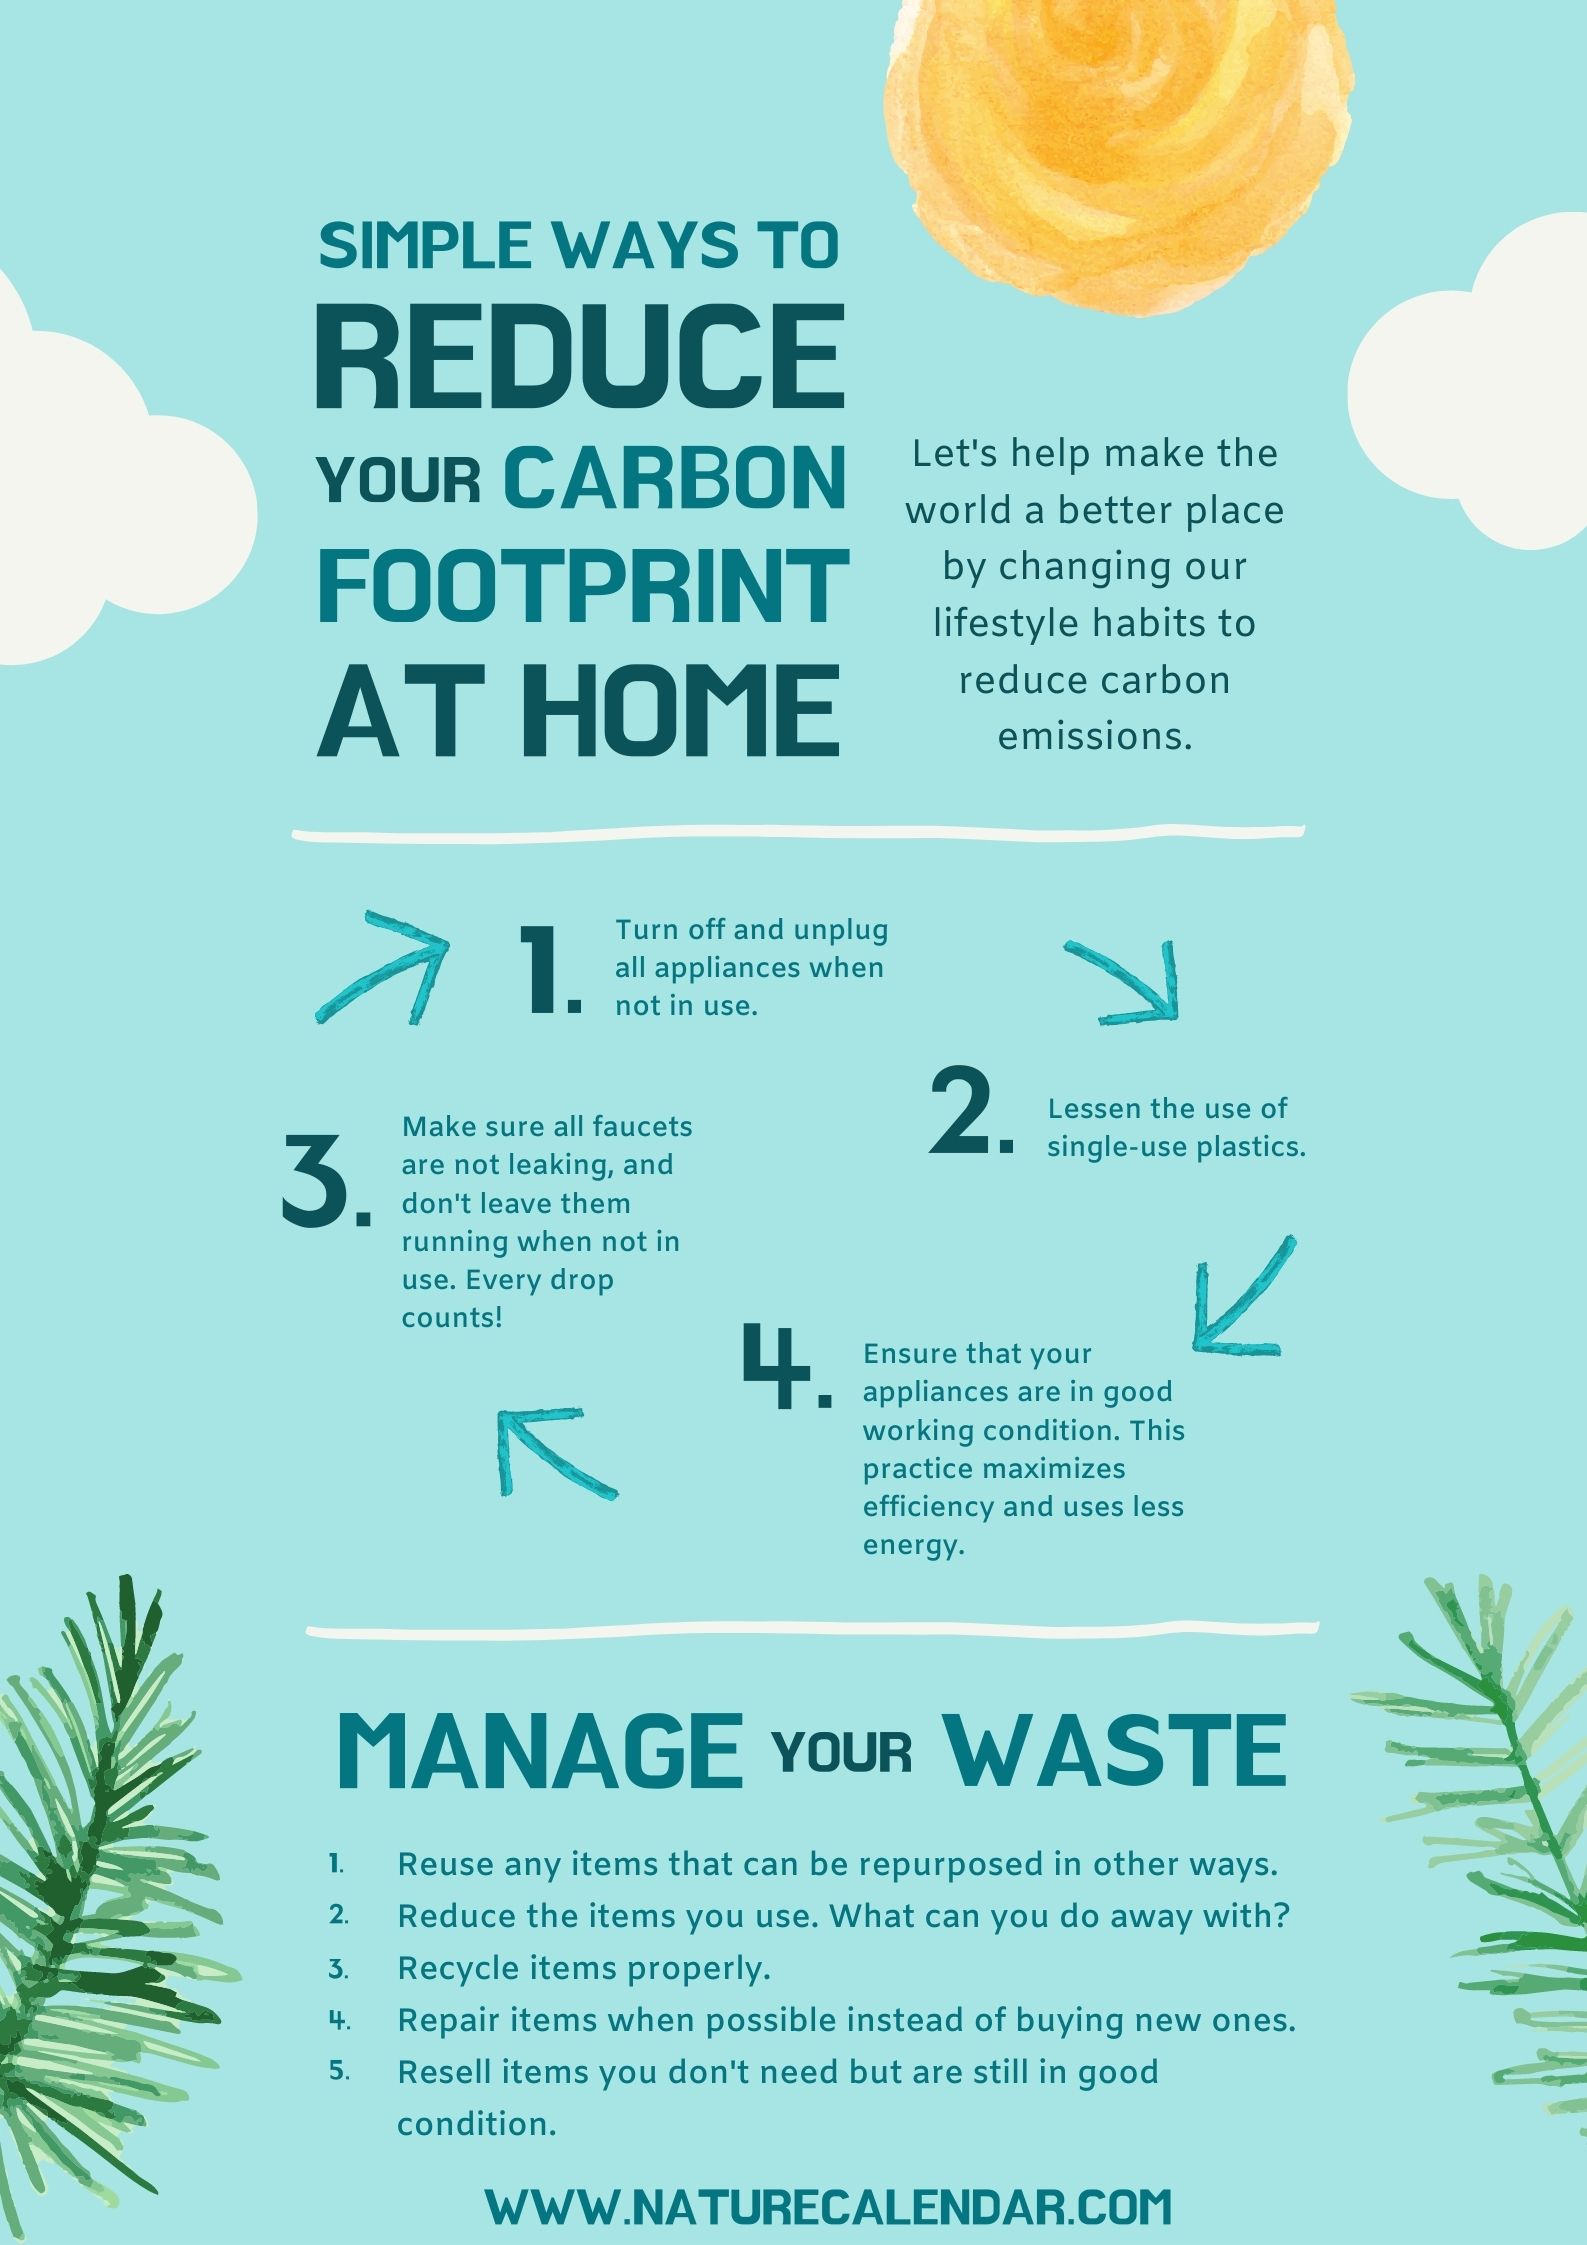 SIMPLE WAYS TO
REDUCE
YOUR CARBON
FOOTPRINT
AT HOME
Let's help make the
world a better place
by changing our
lifestyle habits to
reduce carbon
emissions.
1.
Turn off and unplug
all appliances when
not in use.
2.
Lessen the use of
single-use plastics.
3.
Make sure all faucets
are not leaking, and
don't leave them
running when not in
use. Every drop
counts!
4.
Ensure that your
appliances are in good
working condition. This
practice maximizes
efficiency and uses less
energy.
MANAGE YOUR WASTE
1. Reuse any items that can be repurposed in other ways.
2. Reduce the items you use. What can you do away with?
3. Recycle items properly.
4. Repair items when possible instead of buying new ones.
5. Resell items you don't need but are still in good
condition.
WWW.NATURECALENDAR.COM